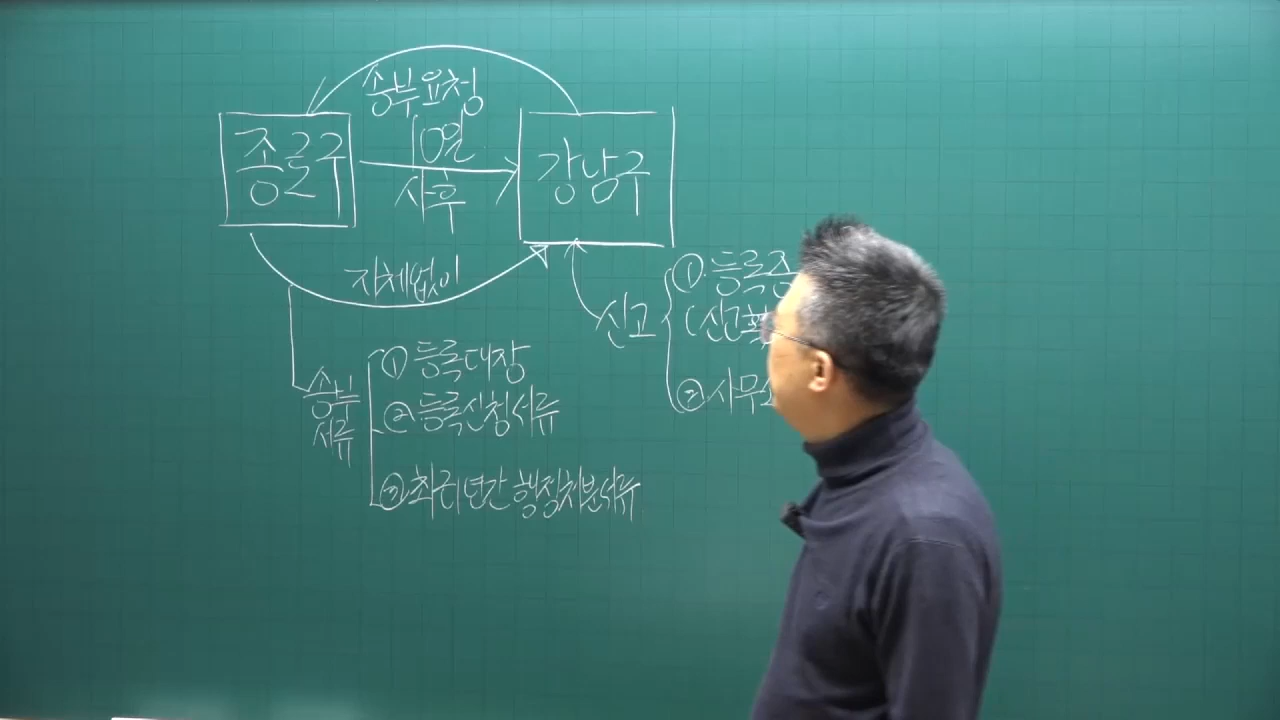 송부요청
종로구
10일
사후
강남구
지체없이
신고
① 등록증
(신고
② 사무소
송부
서류
① 등록대장
② 등록신청서류
③ 최근1년간 행정처분서류